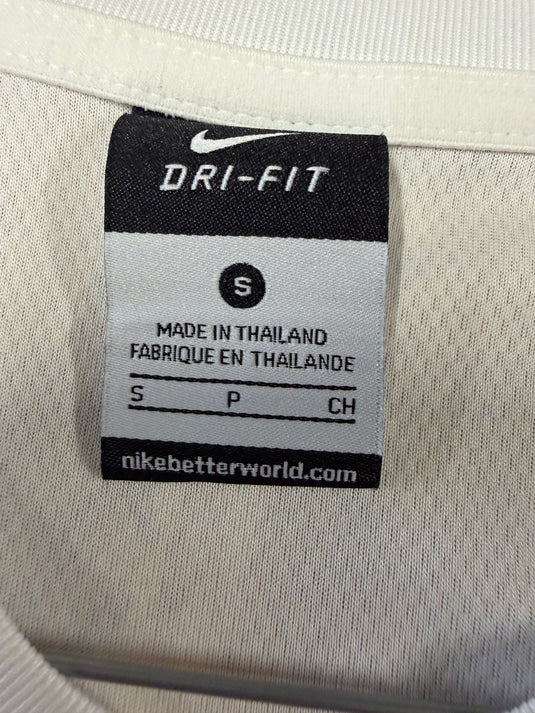 DRI-FIT
S
MADE IN THAILAND
FABRIQUE EN THAILANDE
S P CH
nikebetterworld.com